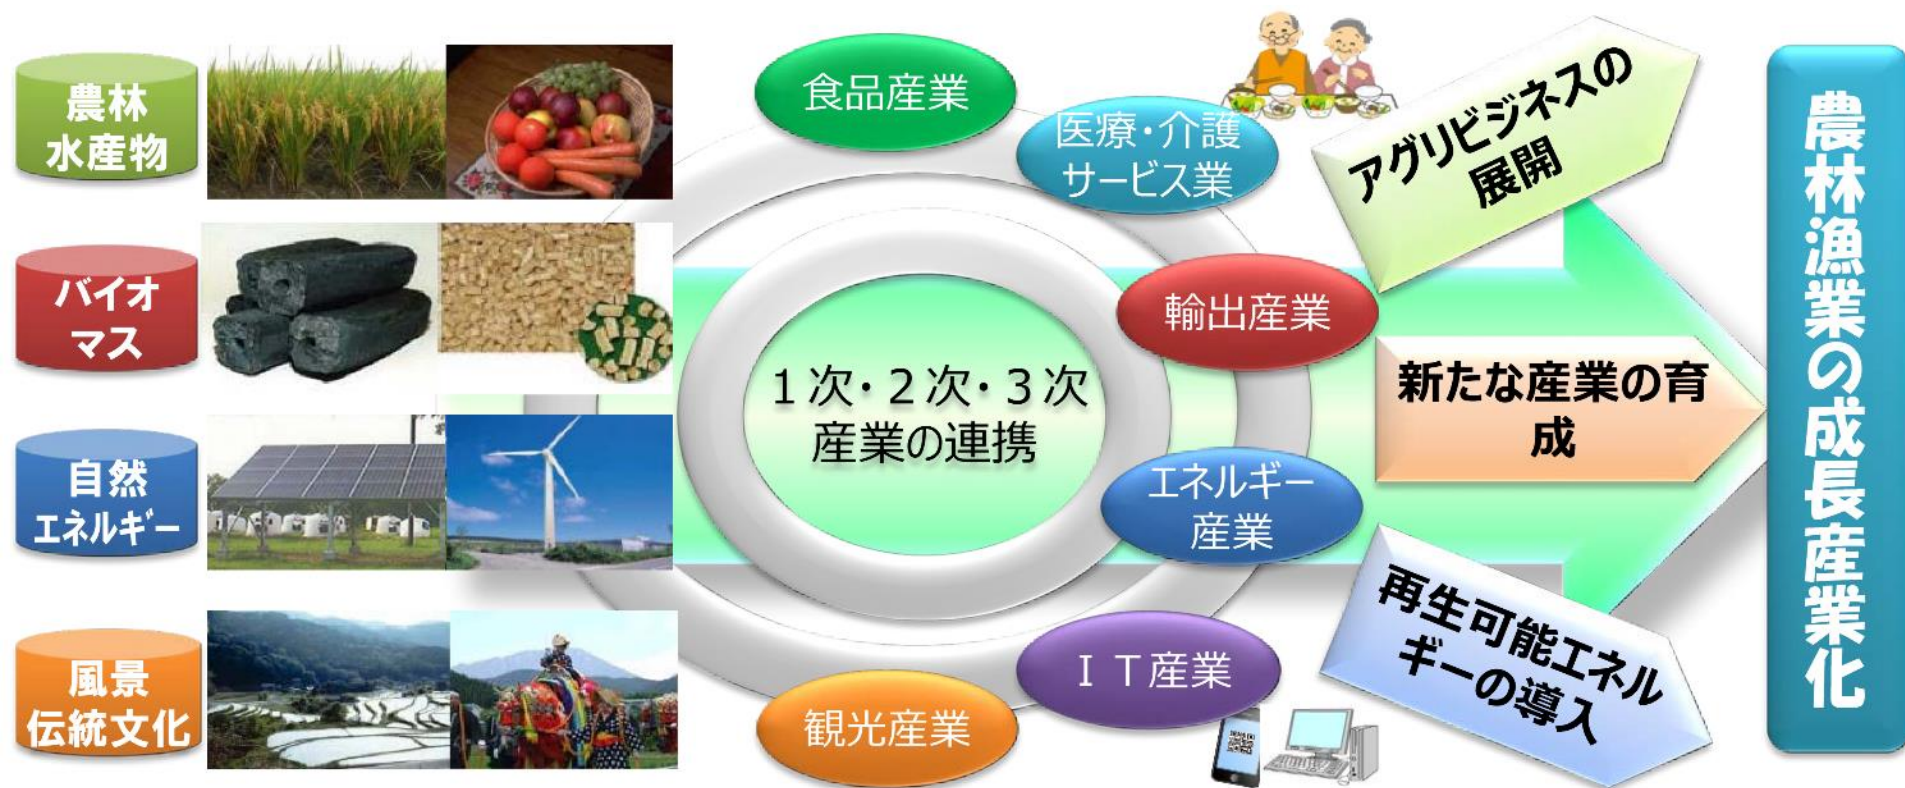 農林
水産物
バイオ
マス
自然
エネルギー
風景
伝統文化
食品産業
医療・介護
サービス業
輸出産業
エネルギー
産業
ＩＴ産業
観光産業
１次・２次・３次
産業の連携
アグリビジネスの
展開
新たな産業の育
成
再生可能エネル
ギーの導入
農林漁業の成長産業化